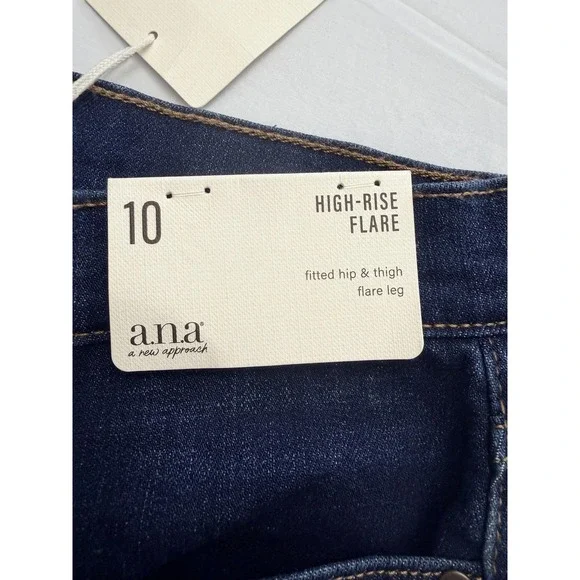 10
HIGH-RISE
FLARE
fitted hip & thigh
flare leg
a.n.a®
a new approach